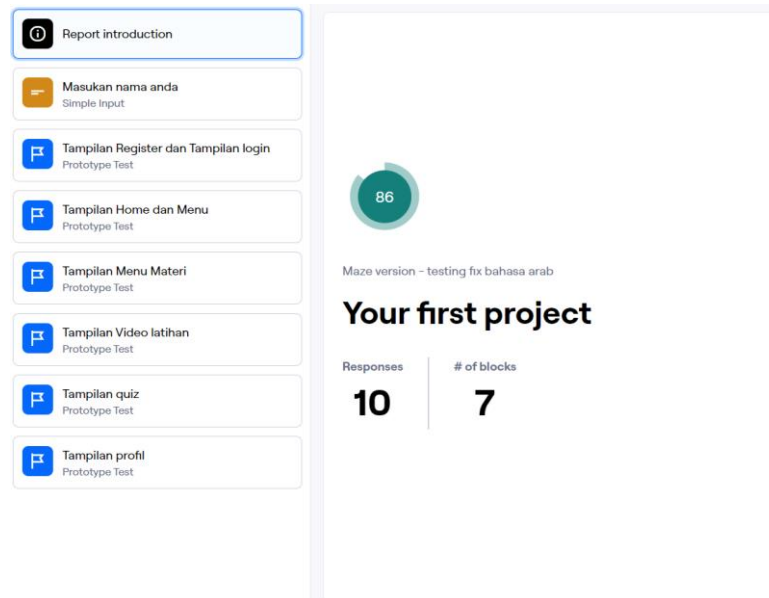 Report introduction
Masukan nama anda
Simple Input
Tampilan Register dan Tampilan login
Prototype Test
Tampilan Home dan Menu
Prototype Test
Tampilan Menu Materi
Prototype Test
Tampilan Video latihan
Prototype Test
Tampilan quiz
Prototype Test
Tampilan profil
Prototype Test
86
Maze version - testing fix bahasa arab
Your first project
Responses
# of blocks
10
7